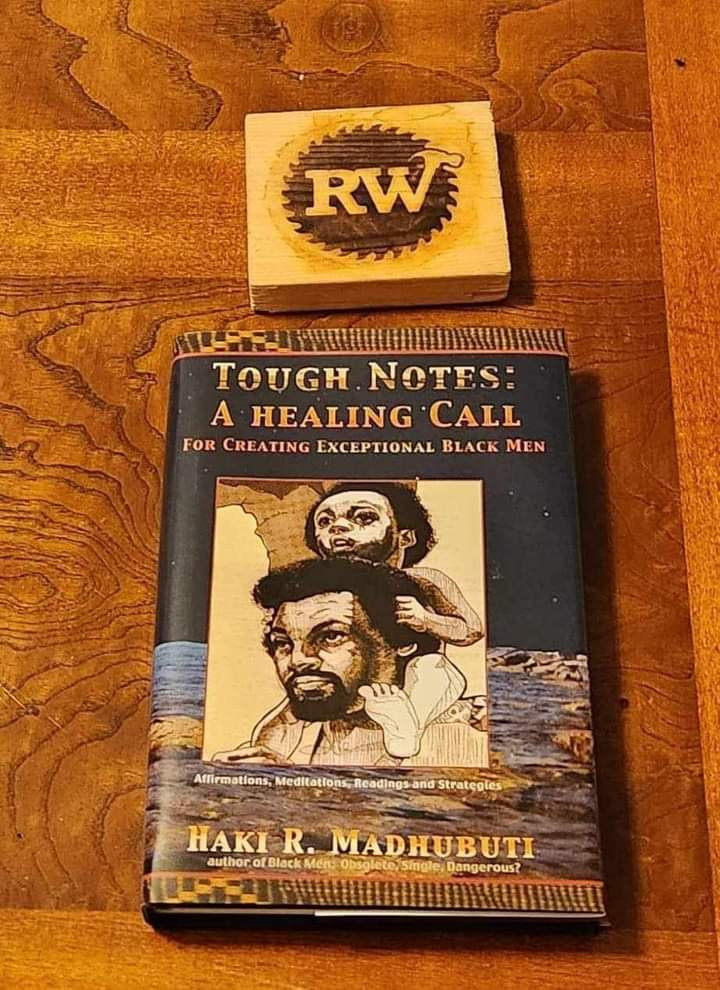 RW
TOUGH NOTES:
A HEALING CALL
FOR CREATING EXCEPTIONAL BLACK MEN
Affirmations, Meditations, Readings and Strategies
HAKI R. MADHUBUTI
author of Black Men: Obsolete, Single, Dangerous?